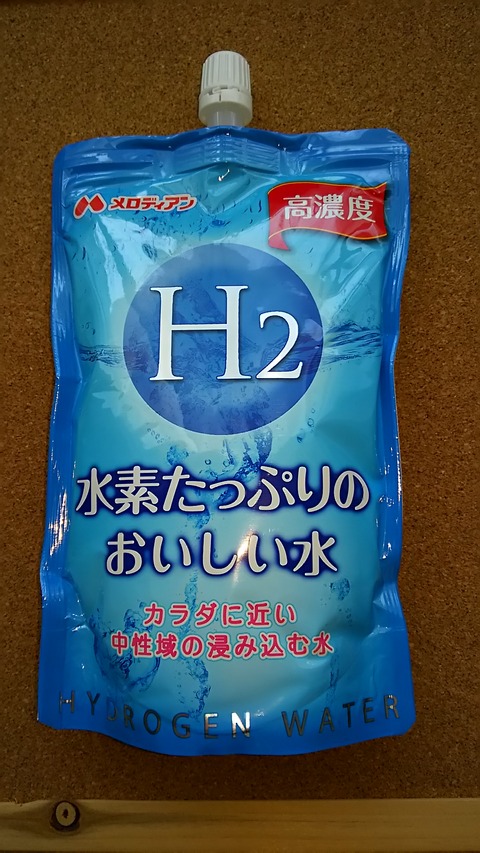 メロディアン
高濃度
H2
水素たっぷりの
おいしい水
カラダに近い
中性域の浸み込む水
HYDROGEN WATER